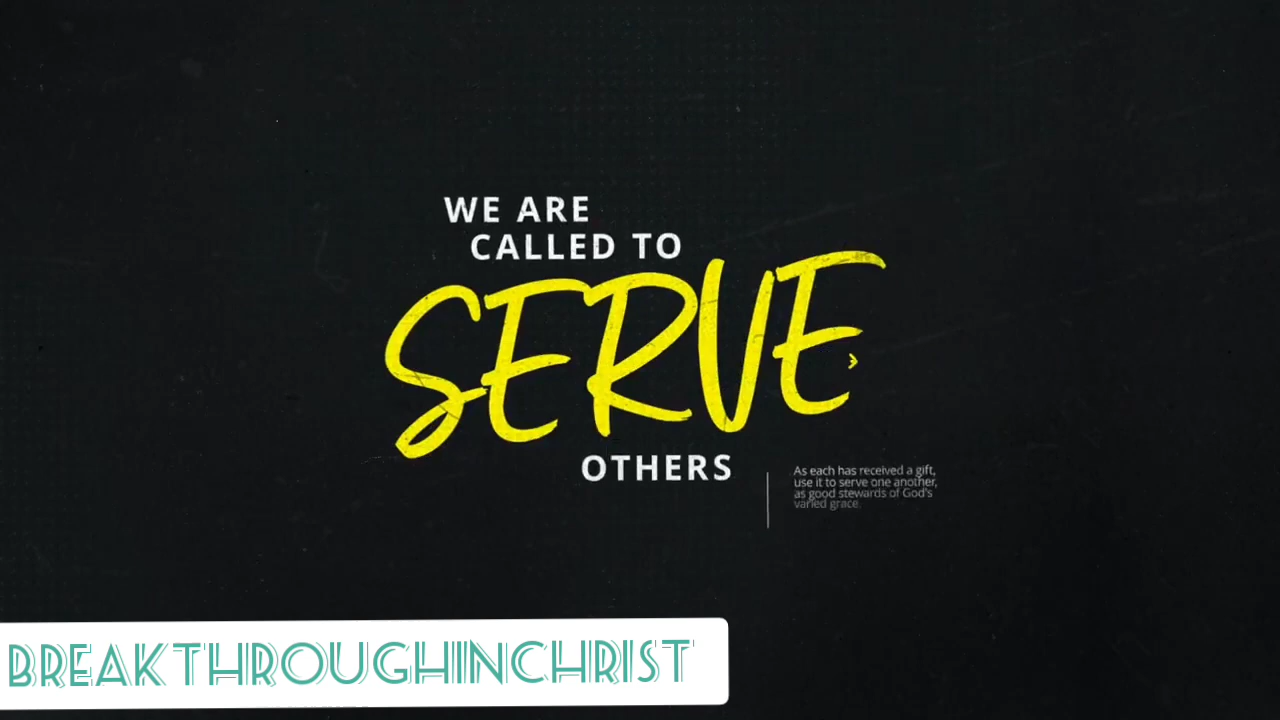 WE ARE
CALLED TO
SERVE
OTHERS
As each has received a gift,
use it to serve one another,
as good stewards of God's
varied grace.
BREAKTHROUGHINCHRIST